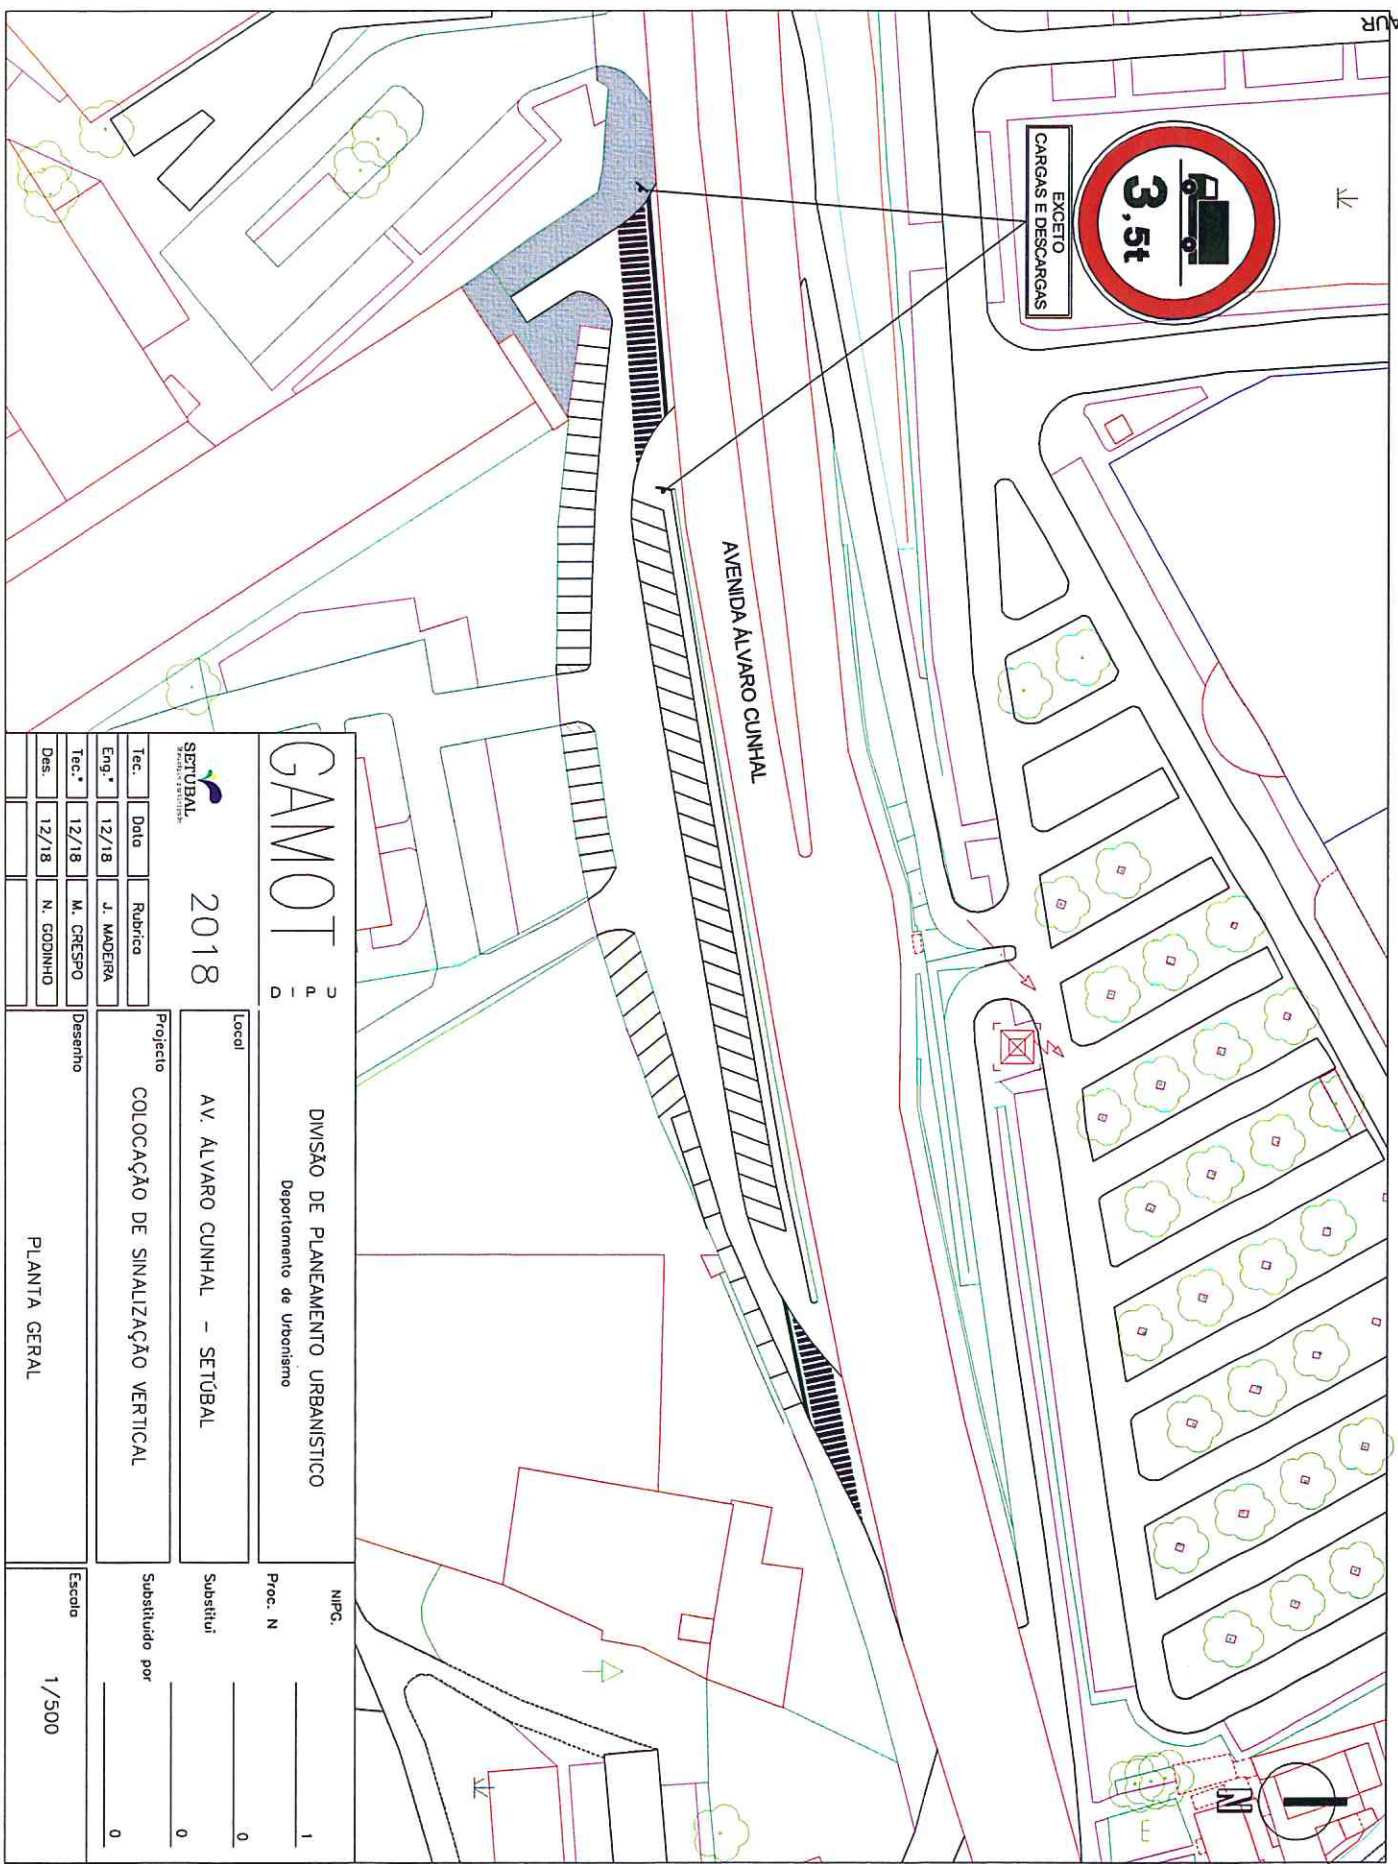 AUR
3,5t
EXCETO
CARGAS E DESCARGAS
AVENIDA ÁLVARO CUNHAL
N
GAMOT
D I P U
DIVISÃO DE PLANEAMENTO URBANÍSTICO
Departamento de Urbanismo
NIPG.
Proc. N
1
SETÚBAL
2018
Local
AV. ÁLVARO CUNHAL - SETÚBAL
Substitui
0
0
Tec. Data Rubrica
Eng.º 12/18 J. MADEIRA
Tec.º 12/18 M. CRESPO
Des. 12/18 N. GODINHO
Projecto
COLOCAÇÃO DE SINALIZAÇÃO VERTICAL
Substituido por
0
Desenho
PLANTA GERAL
Escala
1/500